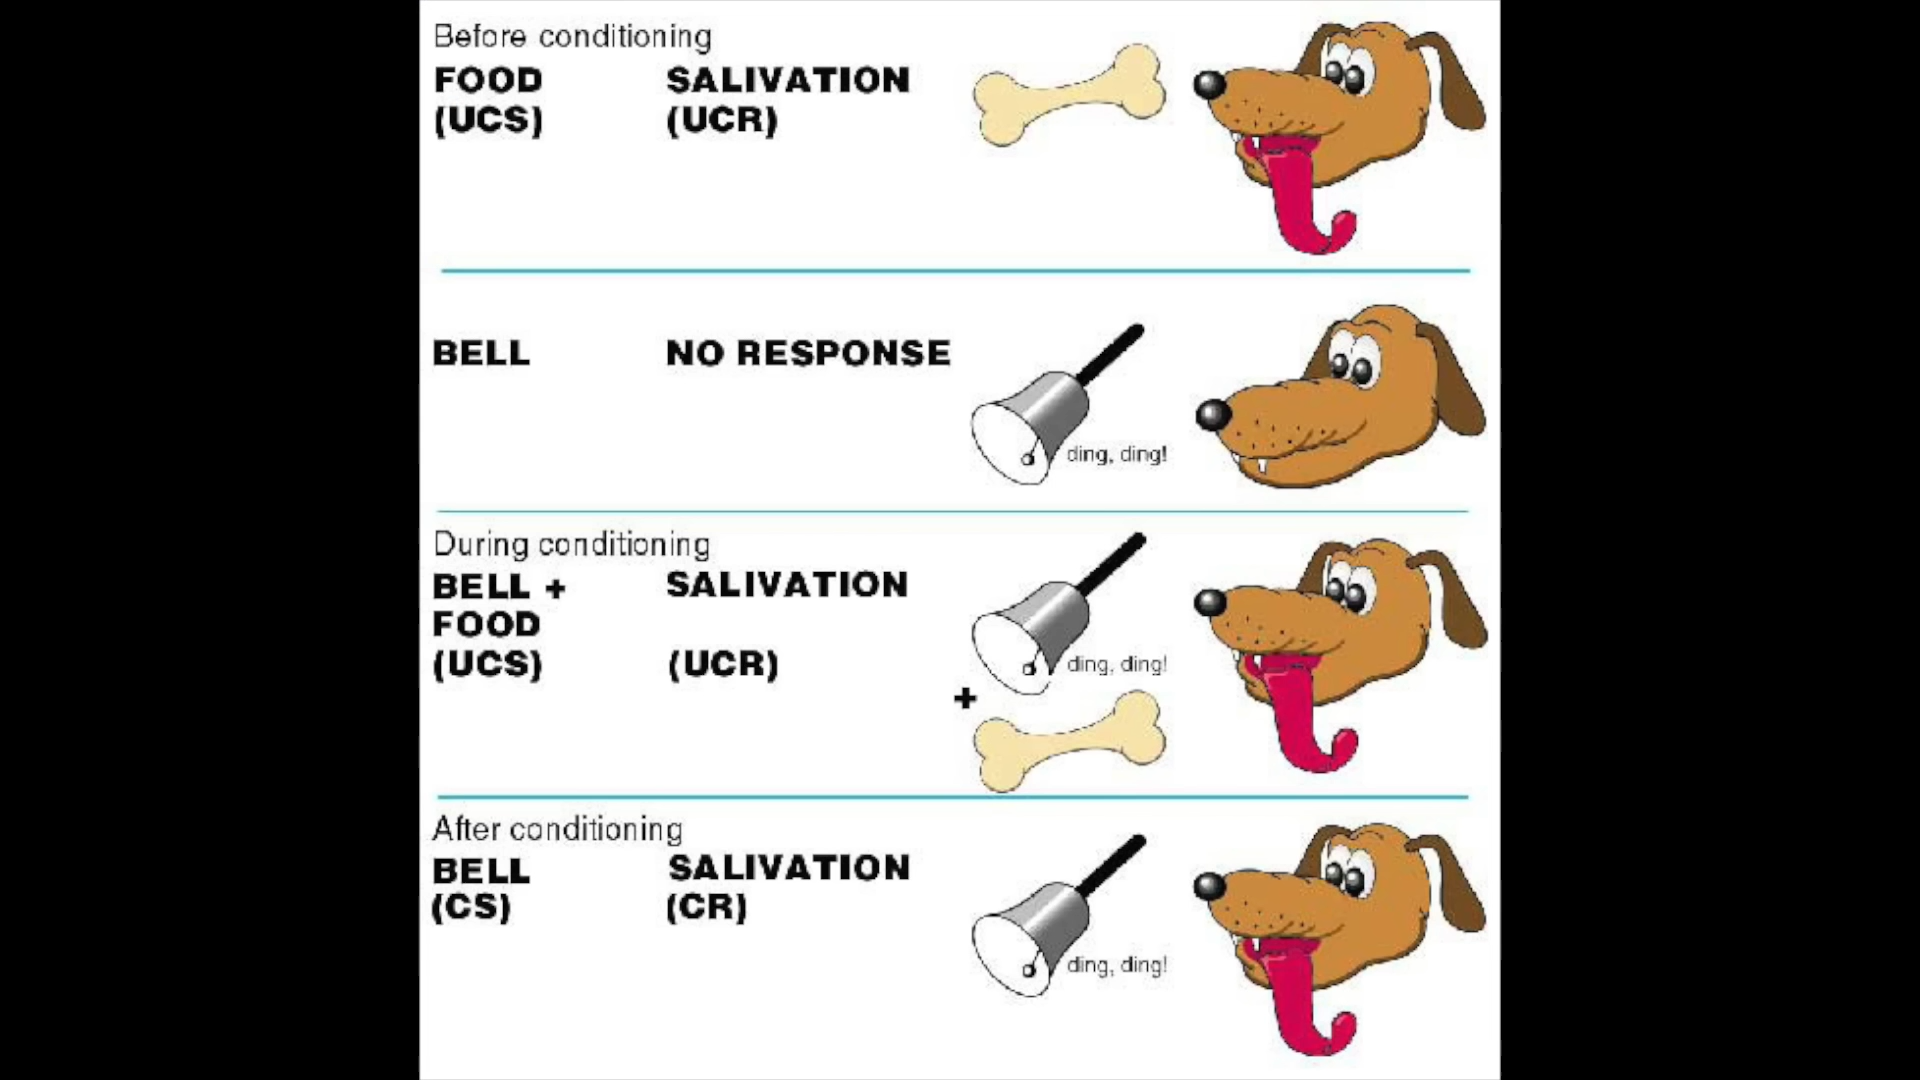 Before conditioning
FOOD SALIVATION
(UCS) (UCR)
BELL NO RESPONSE
ding, ding!
During conditioning
BELL + SALIVATION
FOOD
(UCS) (UCR)
ding, ding!
+
After conditioning
BELL SALIVATION
(CS) (CR)
ding, ding!